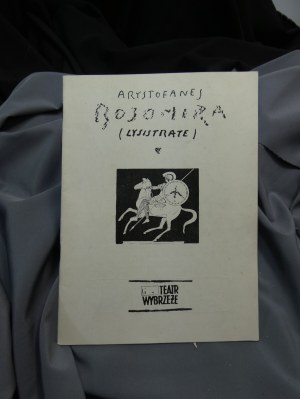 ARYSTOFANES
BOJOMIRA
(LYSISTRATE)
TEATR
WYBRZEŻE